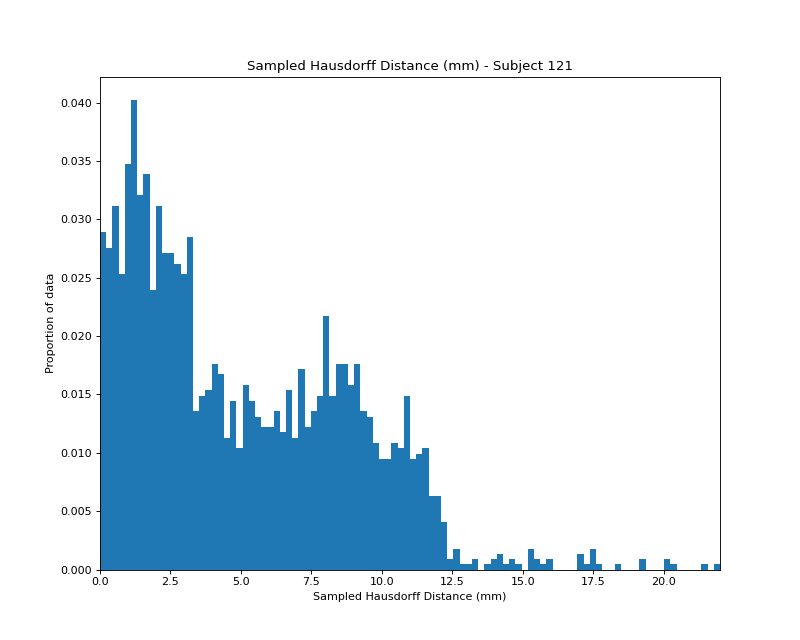 Sampled Hausdorff Distance (mm) - Subject 121
0.040
0.035
0.030
0.025
0.020
0.015
0.010
0.005
0.000
Proportion of data
0.0 2.5 5.0 7.5 10.0 12.5 15.0 17.5 20.0
Sampled Hausdorff Distance (mm)